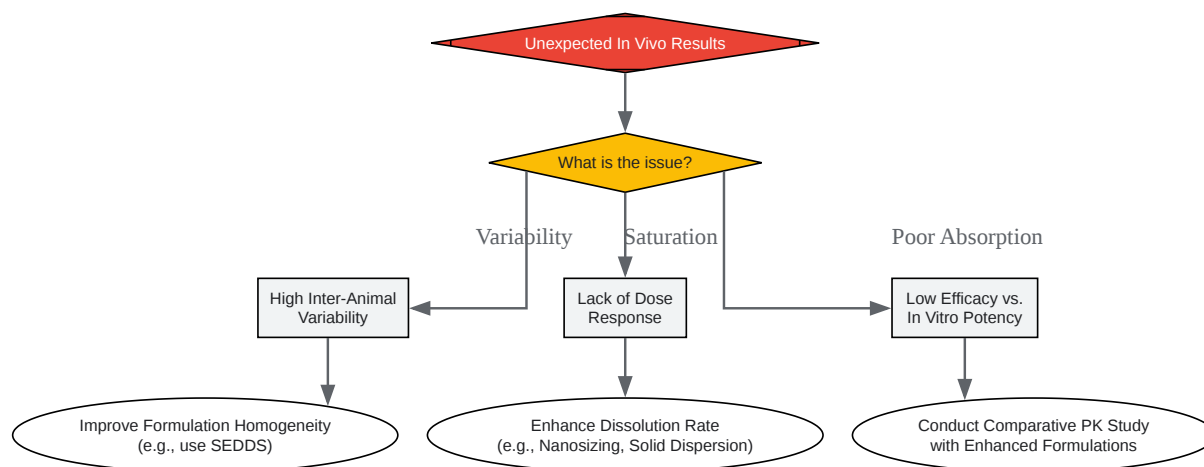 Unexpected In Vivo Results
What is the issue?
Variability
Saturation
Poor Absorption
High Inter-Animal
Variability
Lack of Dose
Response
Low Efficacy vs.
In Vitro Potency
Improve Formulation Homogeneity
(e.g., use SEDDS)
Enhance Dissolution Rate
(e.g., Nanosizing, Solid Dispersion)
Conduct Comparative PK Study
with Enhanced Formulations